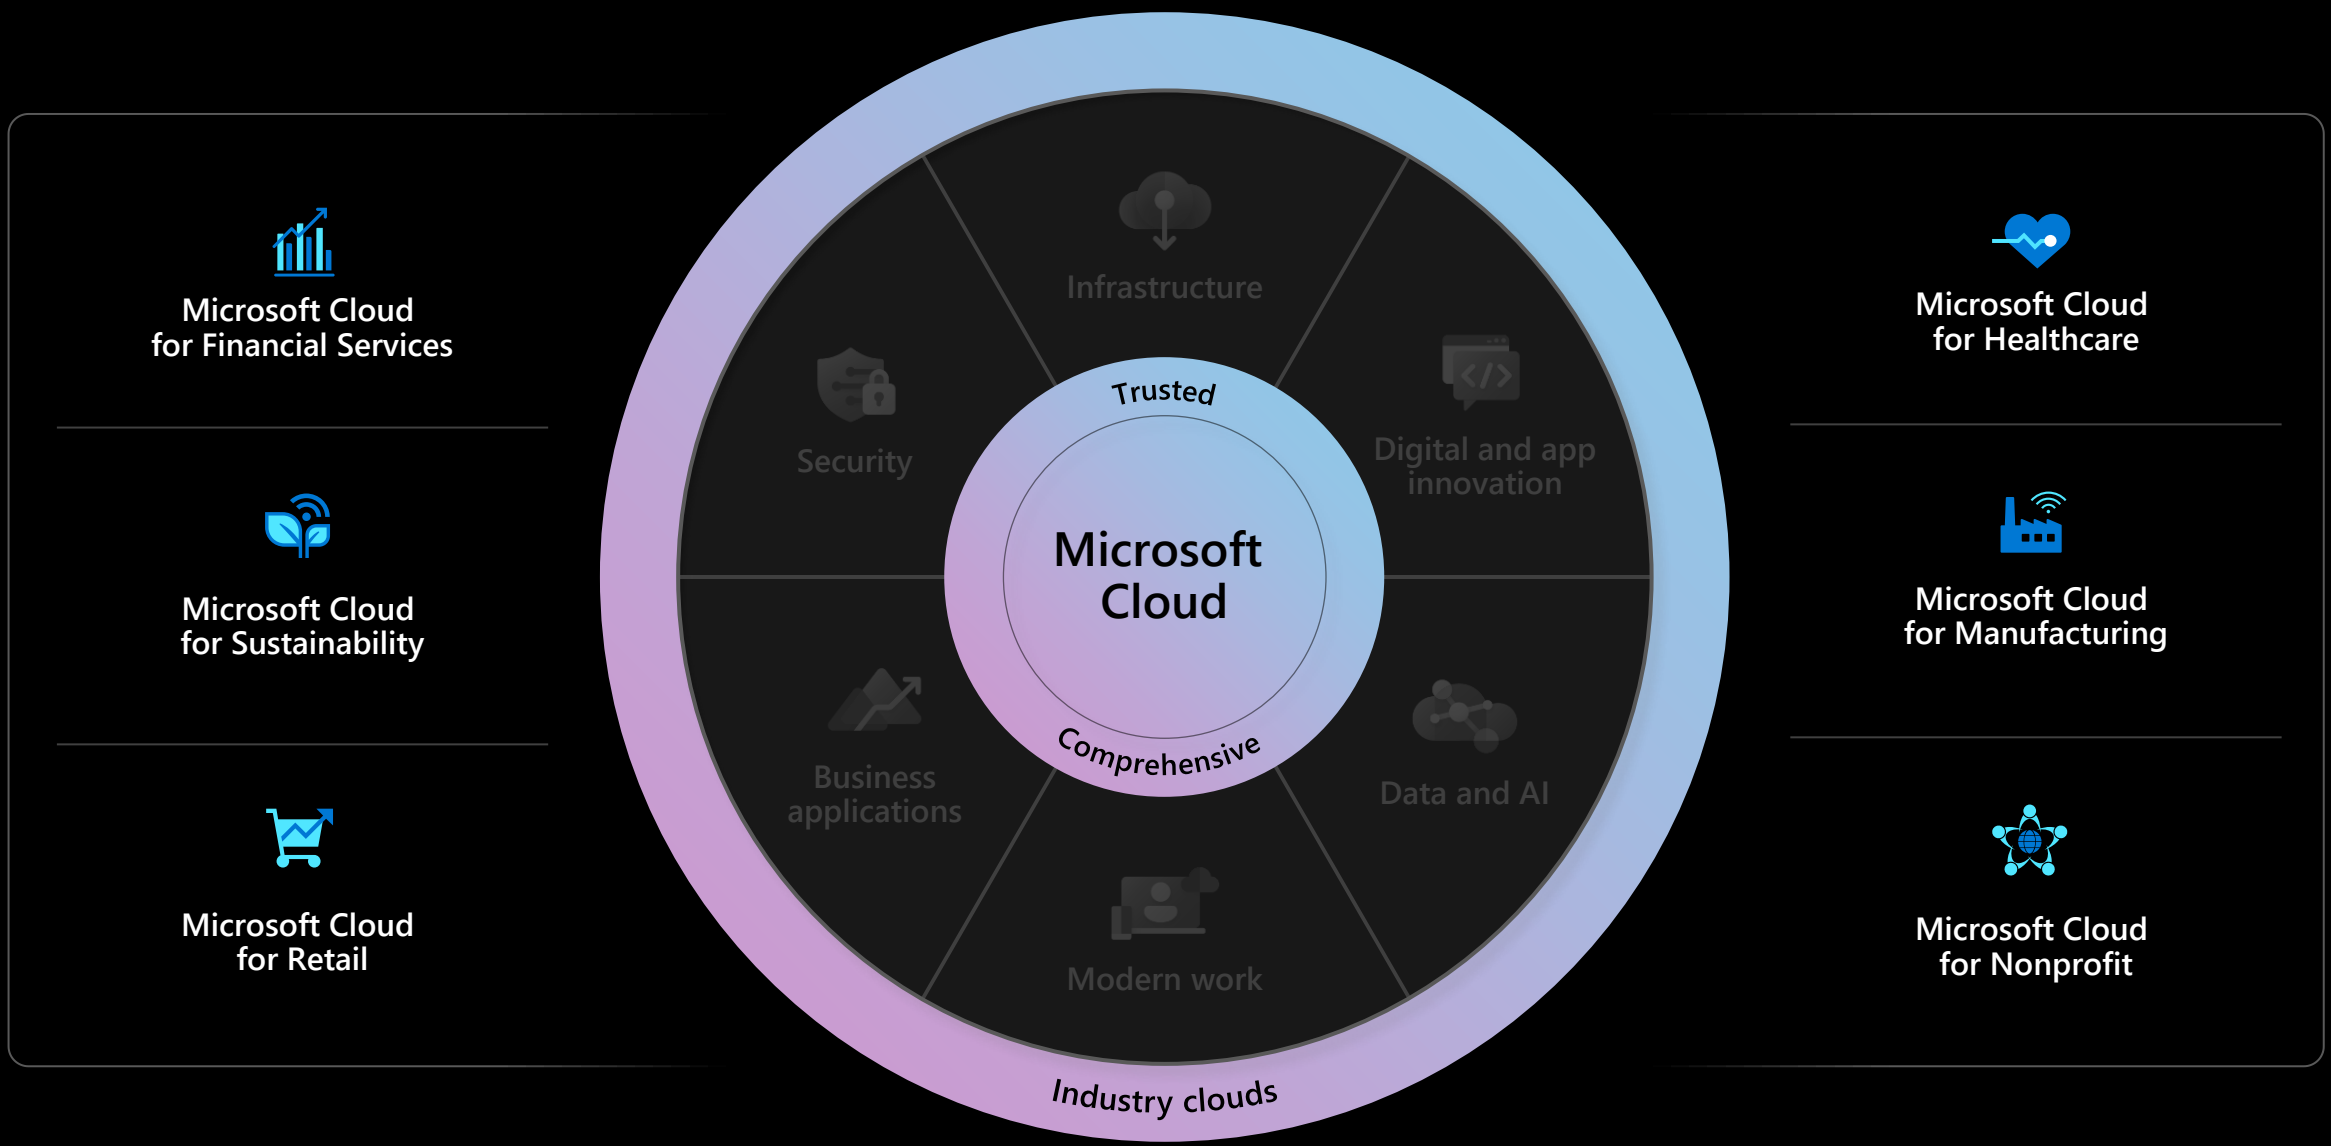 Microsoft Cloud
for Financial Services
Microsoft Cloud
for Sustainability
Microsoft Cloud
for Retail
Infrastructure
Security
Digital and app
innovation
Trusted
Microsoft
Cloud
Comprehensive
Business
applications
Data and AI
Modern work
Industry clouds
Microsoft Cloud
for Healthcare
Microsoft Cloud
for Manufacturing
Microsoft Cloud
for Nonprofit